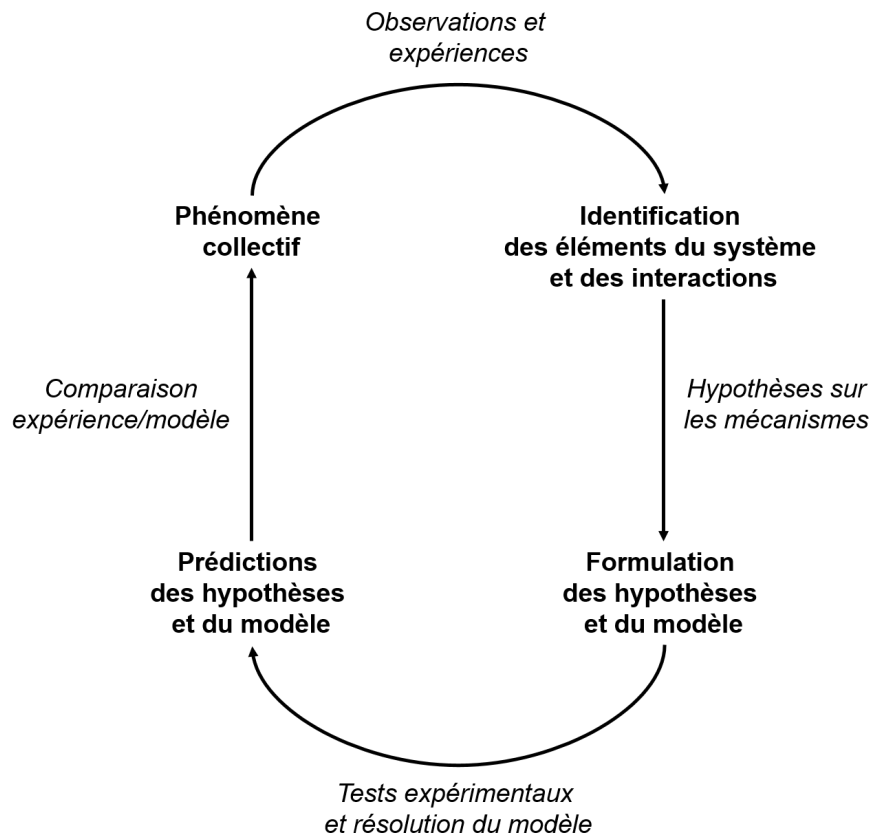 Observations et
expériences
Phénomène
collectif
Identification
des éléments du système
et des interactions
Comparaison
expérience/modèle
Hypothèses sur
les mécanismes
Prédictions
des hypothèses
et du modèle
Formulation
des hypothèses
et du modèle
Tests expérimentaux
et résolution du modèle